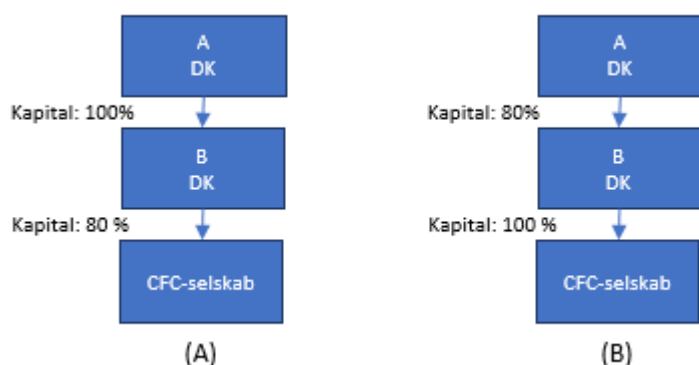 A
DK
Kapital: 100%
B
DK
Kapital: 80 %
CFC-selskab
(A)
A
DK
Kapital: 80%
B
DK
Kapital: 100 %
CFC-selskab
(B)